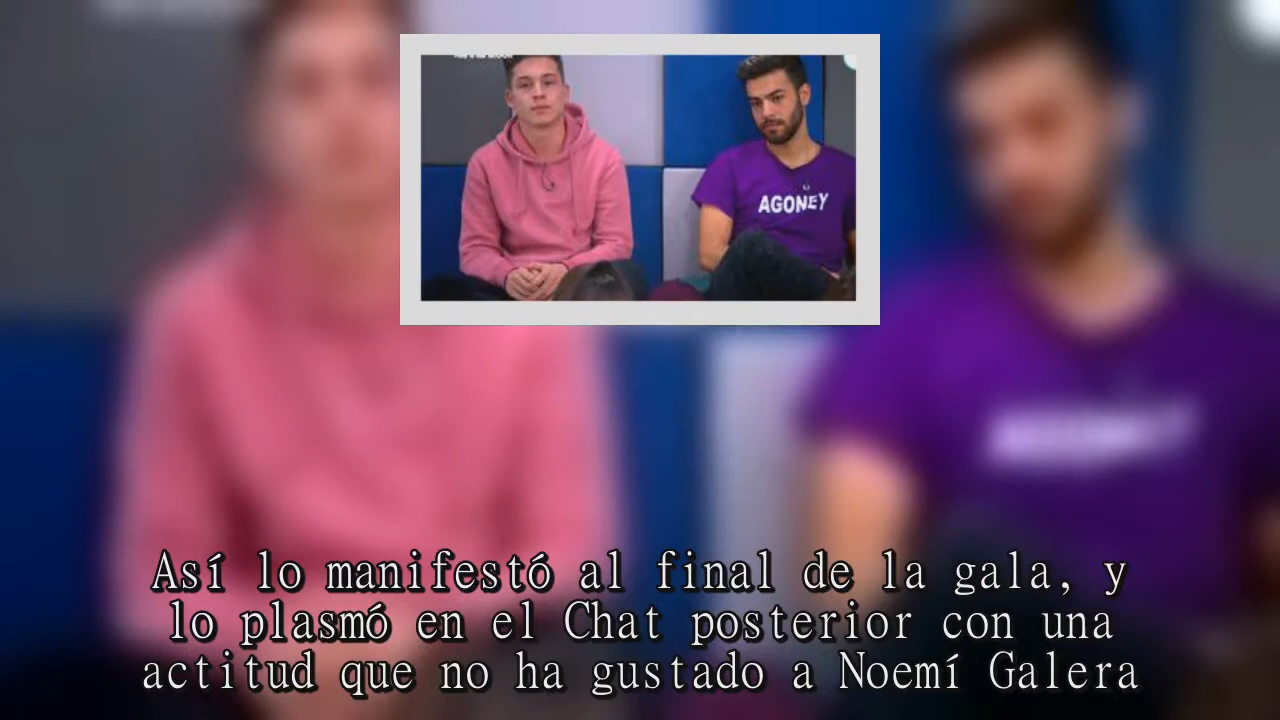 AGONEY
Así lo manifestó al final de la gala, y
lo plasmó en el Chat posterior con una
actitud que no ha gustado a Noemí Galera